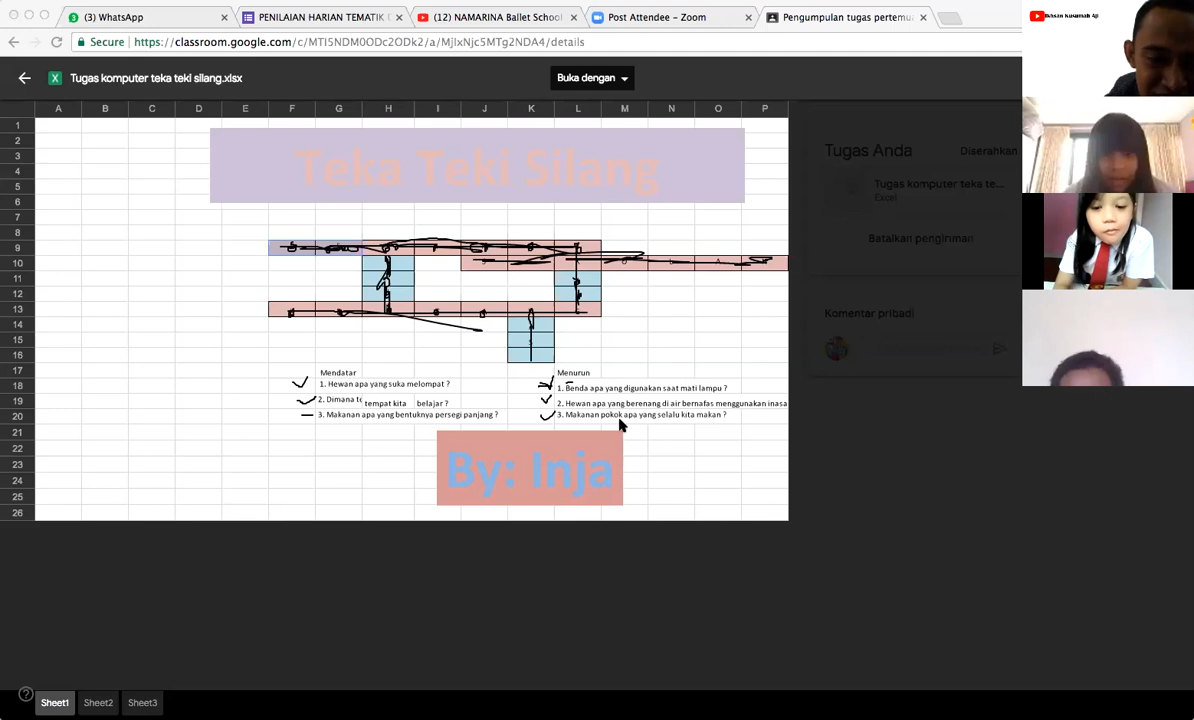 (3) WhatsApp
PENILAIAN HARIAN TEMATIK (
(12) NAMARINA Ballet School
Post Attendee – Zoom
Pengumpulan tugas pertemu
Secure
https://classroom.google.com/c/MTI5NDM0ODc2ODk2/a/MjIxNjc5MTg2NDA4/details
Tugas komputer teka teki silang.xlsx
Buka dengan
A B C D E F G H I J K L M N O P
1
2
3
4
5
6
7
8
9
10
11
12
13
14
15
16
17
18
19
20
21
22
23
24
25
26
Teka Teki Silang
Mendatar
1. Hewan apa yang suka melompat ?
2. Dimana te tempat kita belajar ?
3. Makanan apa yang bentuknya persegi panjang ?
Menurun
1. Benda apa yang digunakan saat mati lampu ?
2. Hewan apa yang berenang di air bernafas menggunakan inasa
3. Makanan pokok apa yang selalu kita makan ?
By: Inja
Tugas Anda
Diserahkan
Tugas komputer teka te...
Excel
Batalkan pengiriman
Komentar pribadi
Sheet1
Sheet2
Sheet3